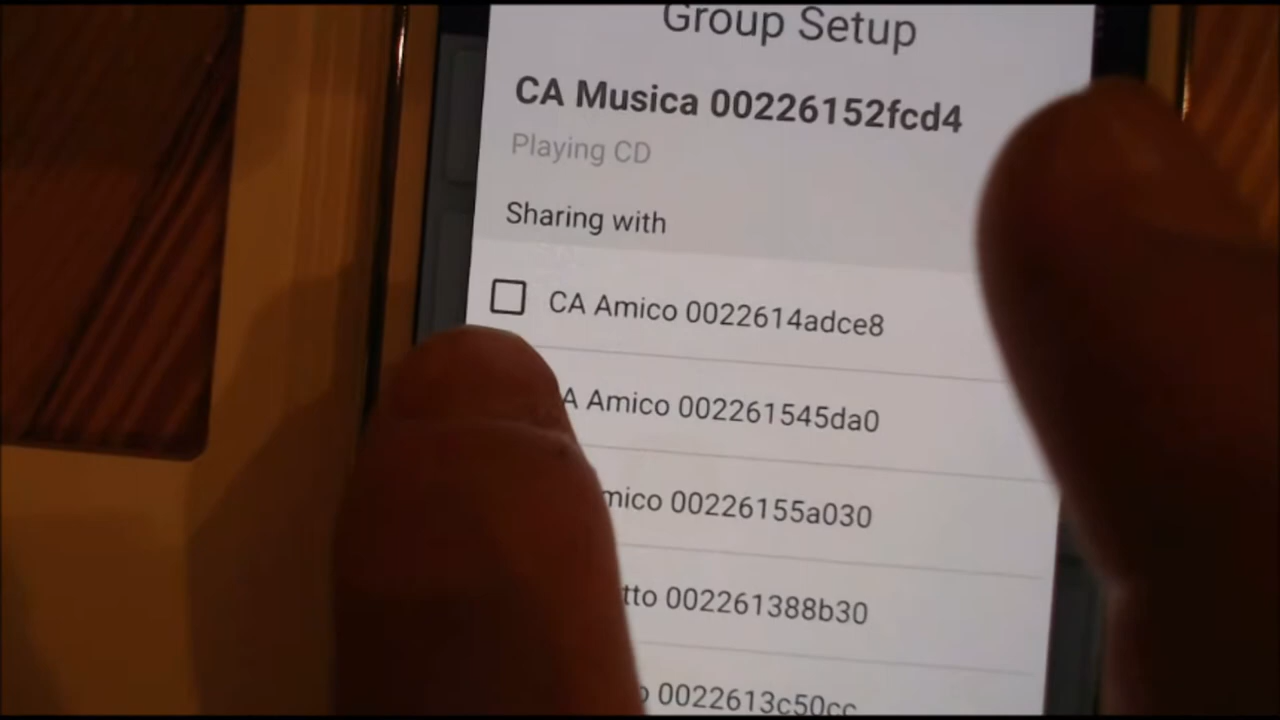 Group Setup
CA Musica 00226152fcd4
Playing CD
Sharing with
CA Amico 0022614adce8
A Amico 002261545da0
mico 00226155a030
tto 002261388b30
o 0022613c50cc